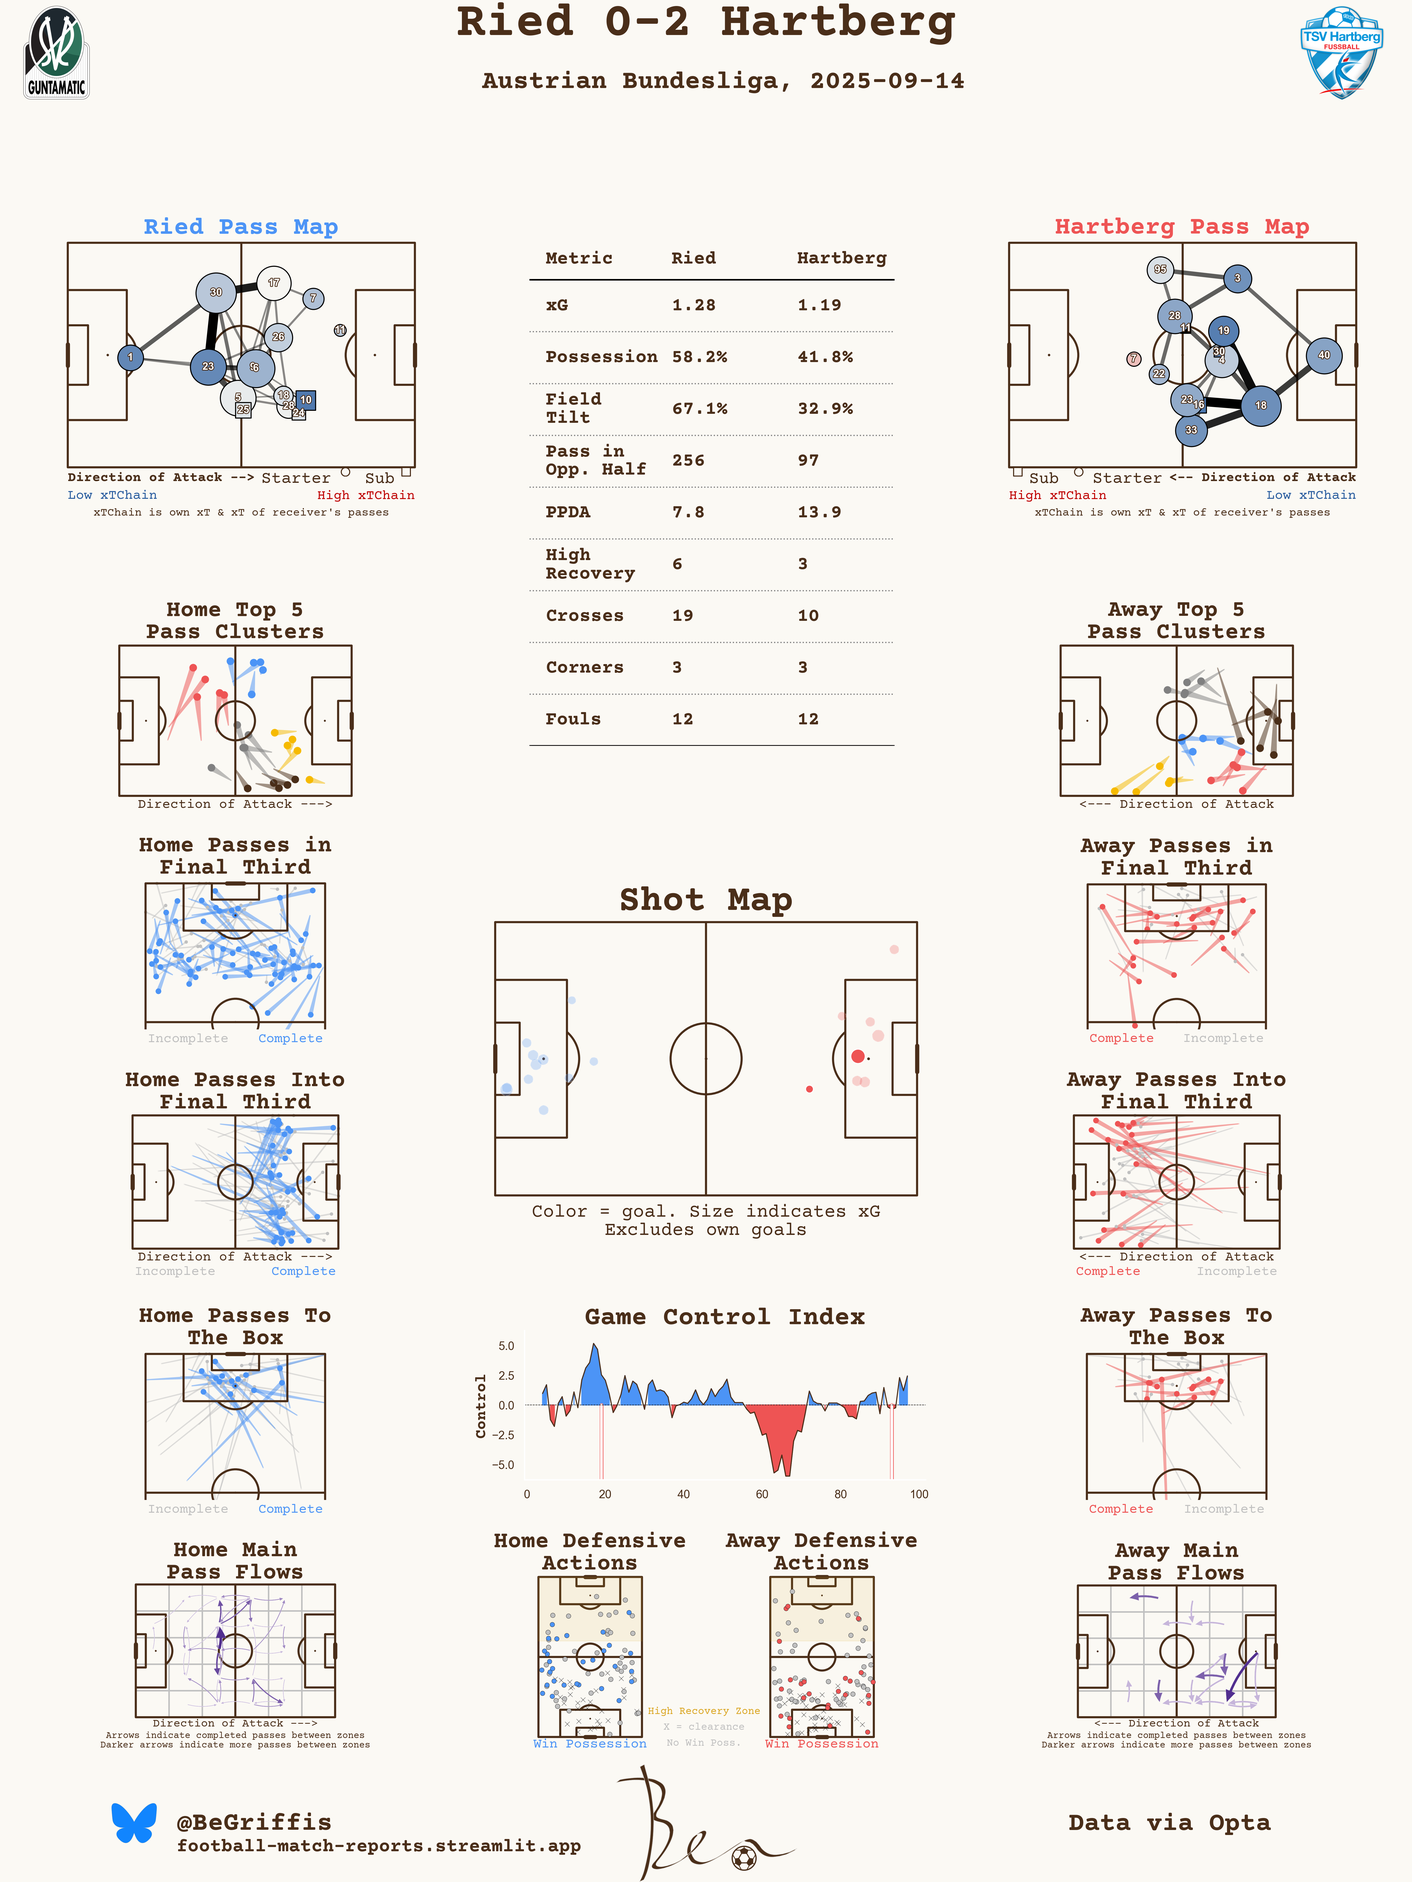 Ried 0-2 Hartberg
Austrian Bundesliga, 2025-09-14
GUNTAMATIC
TSV Hartberg
FUSSBALL
Ried Pass Map
30
17
7
11
26
1
23
6
5
25
18
28
24
10
Direction of Attack --> Starter Sub
Low xTChain High xTChain
xTChain is own xT & xT of receiver's passes
Metric Ried Hartberg
xG 1.28 1.19
Possession 58.2% 41.8%
Field Tilt 67.1% 32.9%
Pass in Opp. Half 256 97
PPDA 7.8 13.9
High Recovery 6 3
Crosses 19 10
Corners 3 3
Fouls 12 12
Hartberg Pass Map
95
3
28
11
19
30
4
7
22
40
23
16
18
33
Sub Starter <-- Direction of Attack
High xTChain Low xTChain
xTChain is own xT & xT of receiver's passes
Home Top 5
Pass Clusters
Direction of Attack --->
Away Top 5
Pass Clusters
<--- Direction of Attack
Home Passes in
Final Third
Incomplete Complete
Away Passes in
Final Third
Complete Incomplete
Shot Map
Color = goal. Size indicates xG
Excludes own goals
Home Passes Into
Final Third
Direction of Attack --->
Incomplete Complete
Away Passes Into
Final Third
<--- Direction of Attack
Complete Incomplete
Home Passes To
The Box
Incomplete Complete
Game Control Index
Control
5.0
2.5
0.0
−2.5
−5.0
0 20 40 60 80 100
Away Passes To
The Box
Complete Incomplete
Home Main
Pass Flows
Direction of Attack --->
Arrows indicate completed passes between zones
Darker arrows indicate more passes between zones
Home Defensive
Actions
Win Possession
Away Defensive
Actions
Win Possession
High Recovery Zone
X = clearance
No Win Poss.
Away Main
Pass Flows
<--- Direction of Attack
Arrows indicate completed passes between zones
Darker arrows indicate more passes between zones
@BeGriffis
football-match-reports.streamlit.app
Ben
Data via Opta